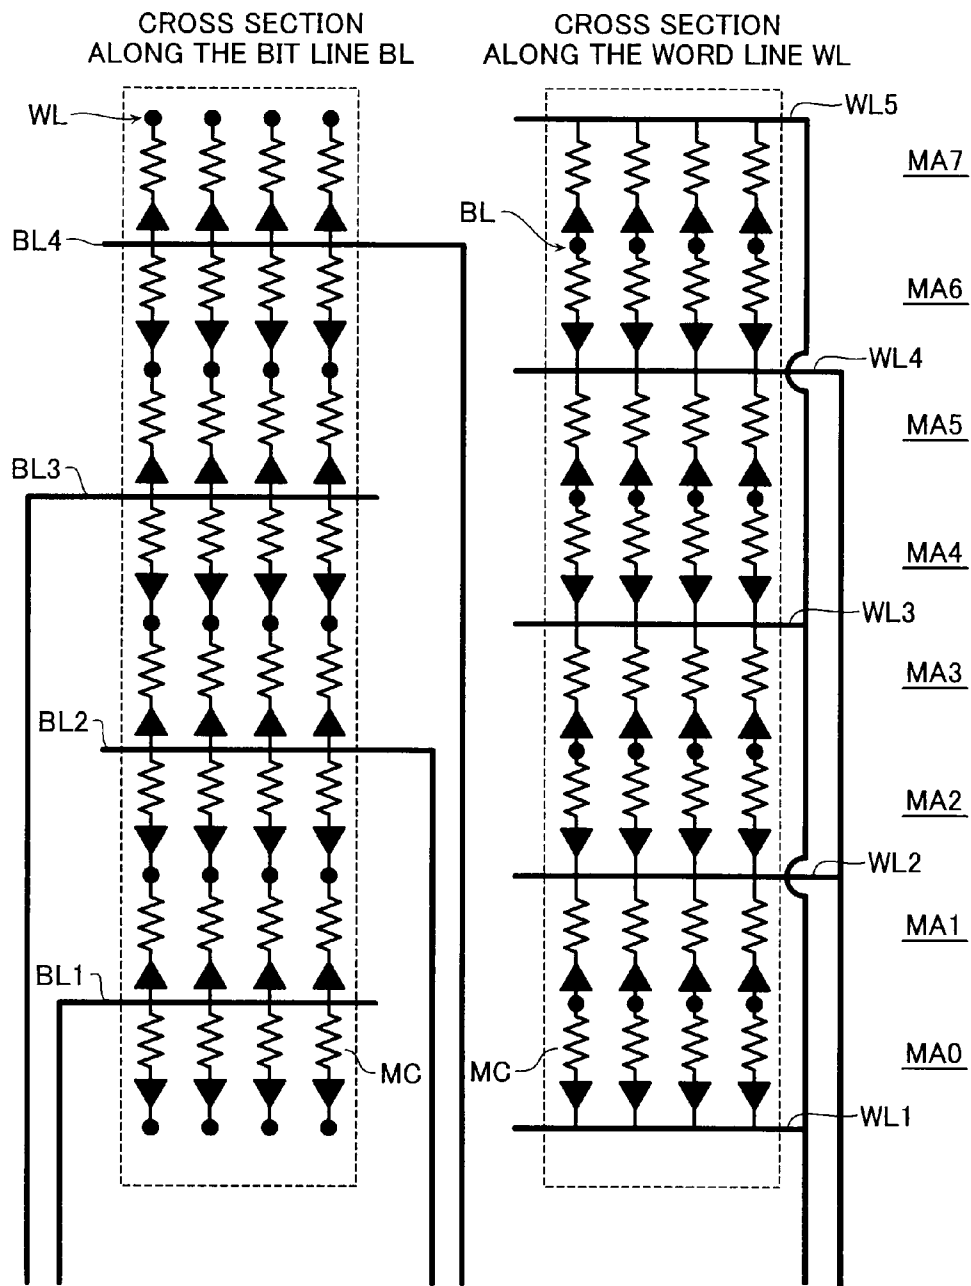 CROSS SECTION
ALONG THE BIT LINE BL
CROSS SECTION
ALONG THE WORD LINE WL
WL
WL5
MA7
BL
BL4
MA6
WL4
MA5
BL3
MA4
WL3
MA3
BL2
MA2
WL2
MA1
BL1
MC
MC
MA0
WL1